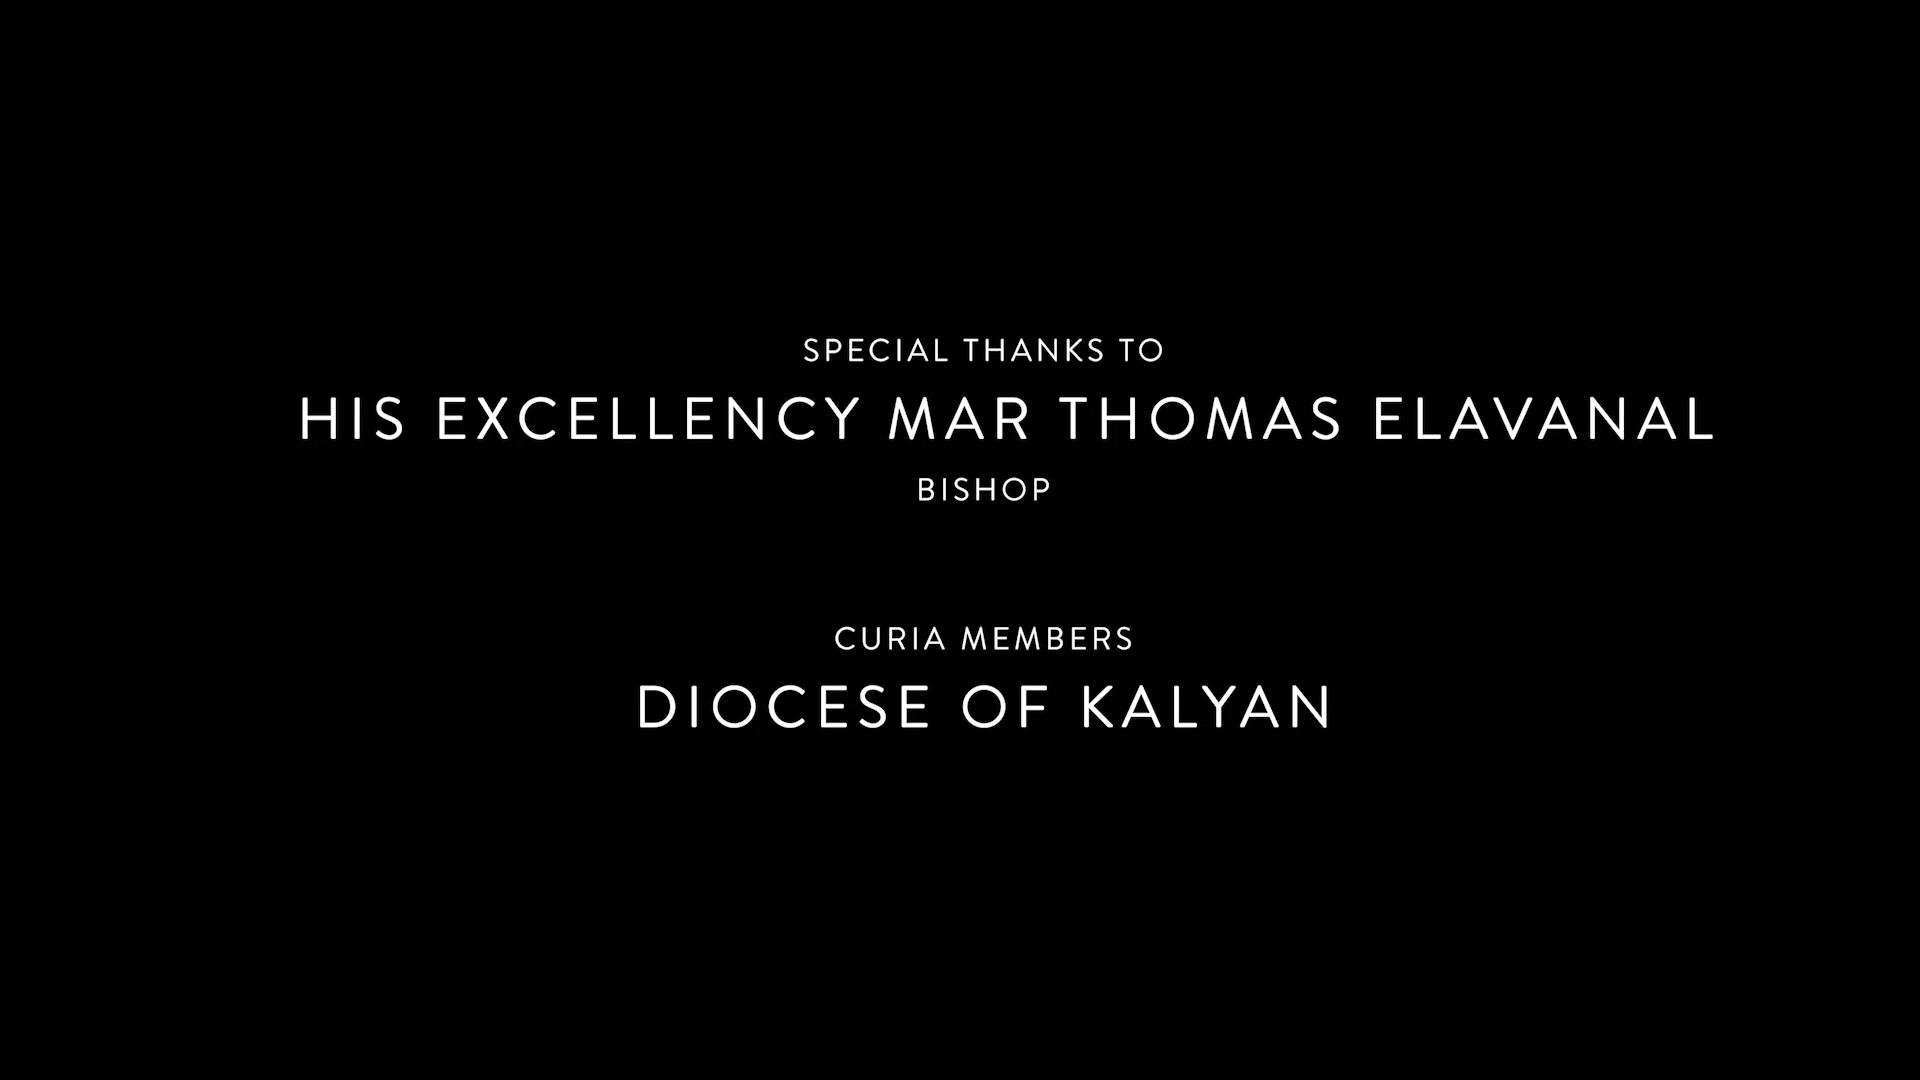 SPECIAL THANKS TO
HIS EXCELLENCY MAR THOMAS ELAVANAL
BISHOP
CURIA MEMBERS
DIOCESE OF KALYAN